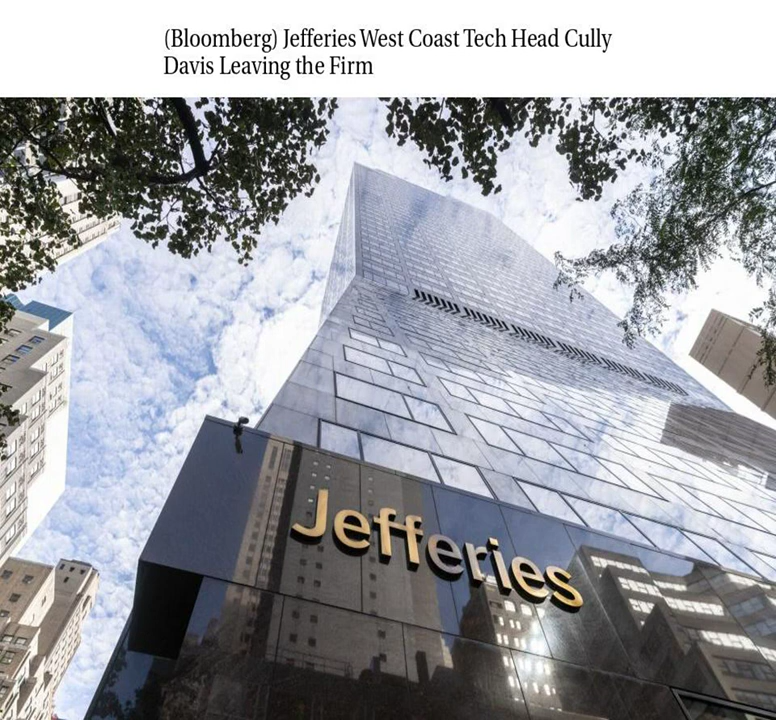 (Bloomberg) Jefferies West Coast Tech Head Cully
Davis Leaving the Firm
Jefferies